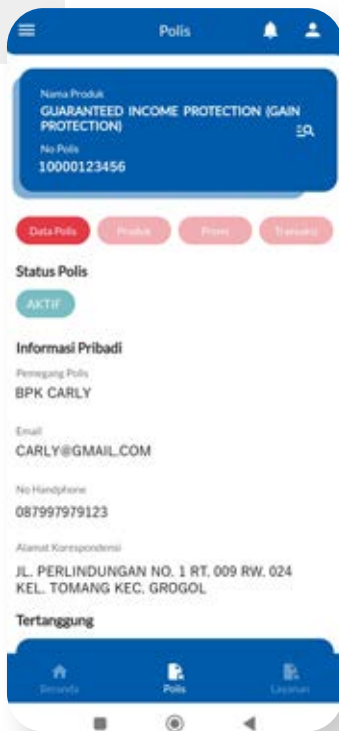 Polis
Nama Produk
GUARANTEED INCOME PROTECTION (GAIN
PROTECTION)
No Polis
10000123456
Data Polis
Produk
Premi
Transaksi
Status Polis
AKTIF
Informasi Pribadi
Pemegang Polis
BPK CARLY
Email
CARLY@GMAIL.COM
No Handphone
087997979123
Alamat Korespondensi
JL. PERLINDUNGAN NO. 1 RT. 009 RW. 024
KEL. TOMANG KEC. GROGOL
Tertanggung
Beranda
Polis
Layanan